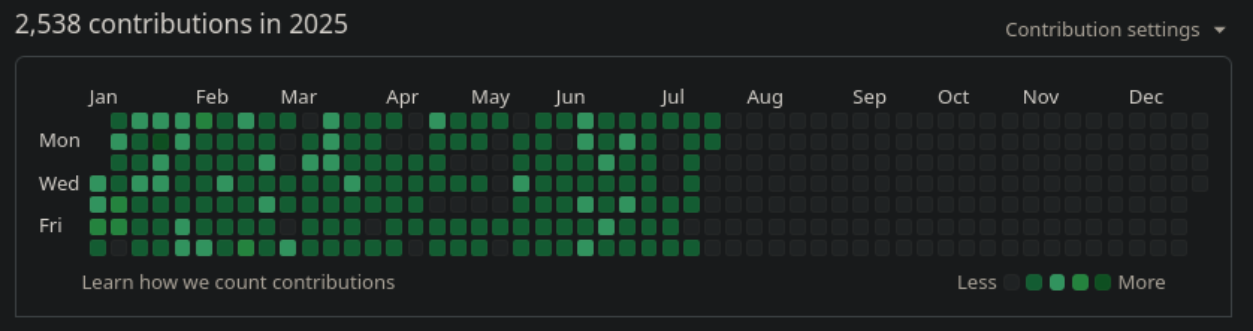 2,538 contributions in 2025
Contribution settings
Jan Feb Mar Apr May Jun Jul Aug Sep Oct Nov Dec
Mon
Wed
Fri
Learn how we count contributions
Less More